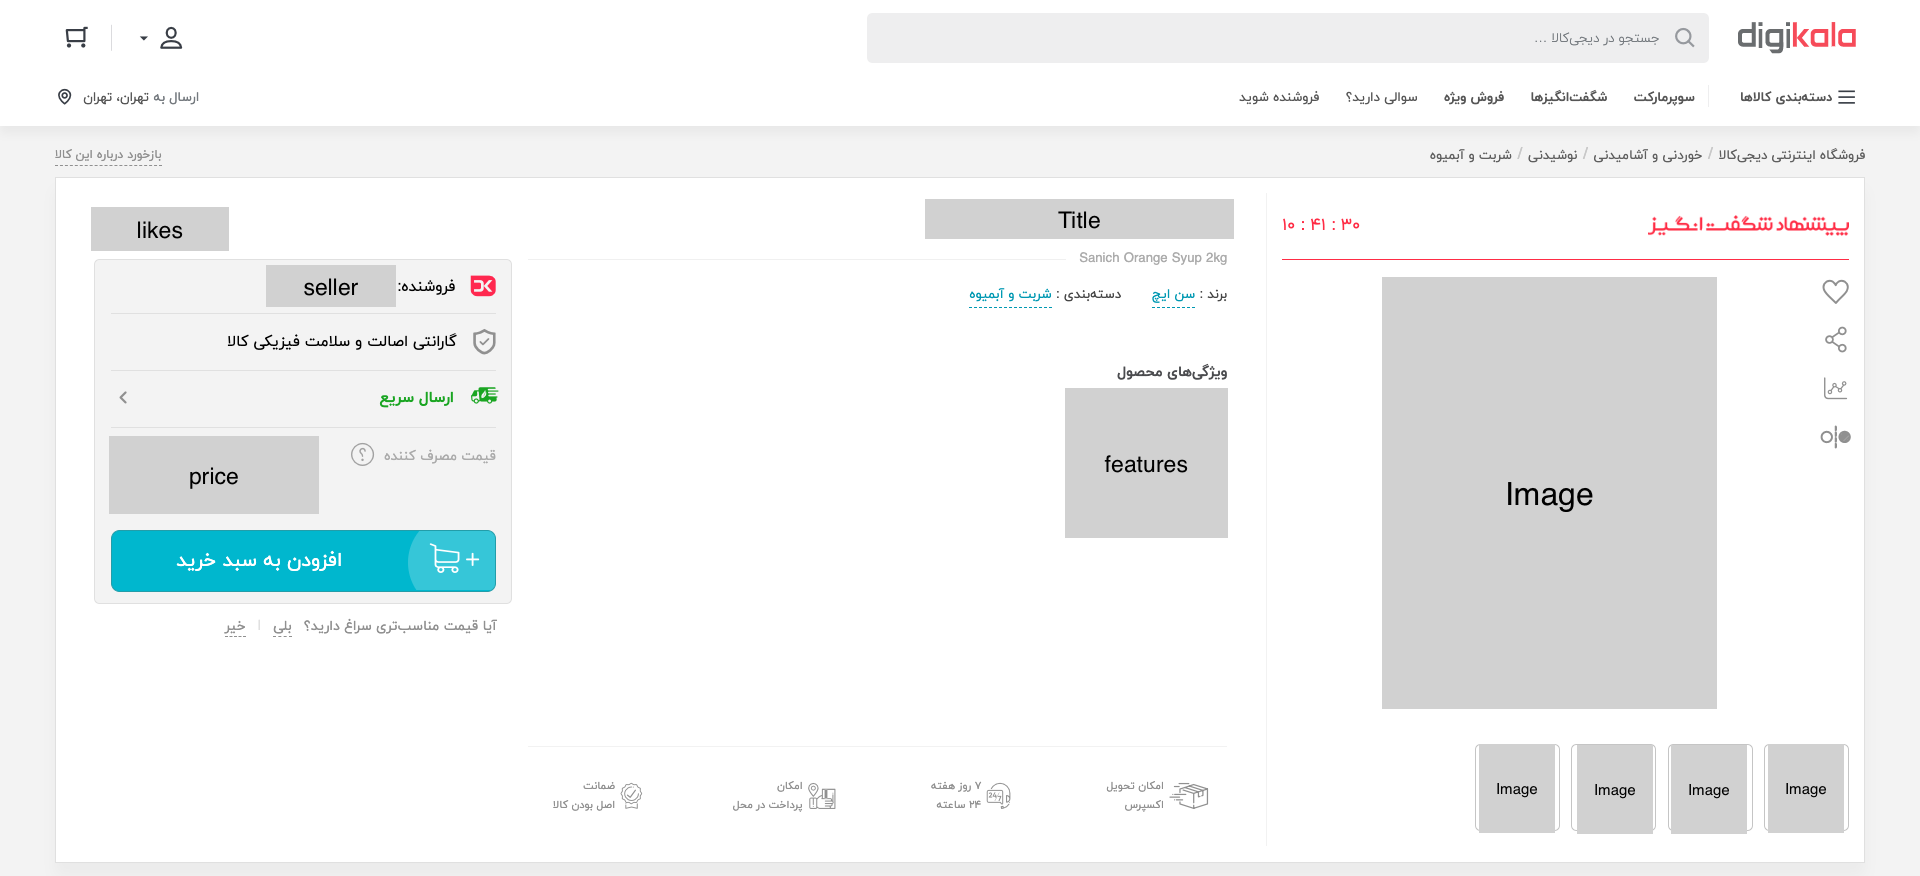 digikala
جستجو در دیجی‌کالا ...
دسته‌بندی کالاها
سوپرمارکت
شگفت‌انگیزها
فروش ویژه
سوالی دارید؟
فروشنده شوید
ارسال به تهران، تهران
فروشگاه اینترنتی دیجی‌کالا / خوردنی و آشامیدنی / نوشیدنی / شربت و آبمیوه
بازخورد درباره این کالا
پیشنهاد شگفت‌انگیز
۱۰ : ۴۱ : ۳۰
Image
Image
Image
Image
Image
Title
Sanich Orange Syup 2kg
برند : سن ایچ
دسته‌بندی : شربت و آبمیوه
ویژگی‌های محصول
features
امکان تحویل
اکسپرس
۷ روز هفته
۲۴ ساعته
امکان
پرداخت در محل
ضمانت
اصل بودن کالا
likes
فروشنده:
seller
گارانتی اصالت و سلامت فیزیکی کالا
ارسال سریع
قیمت مصرف کننده ؟
price
افزودن به سبد خرید
آیا قیمت مناسب‌تری سراغ دارید؟ بلی | خیر